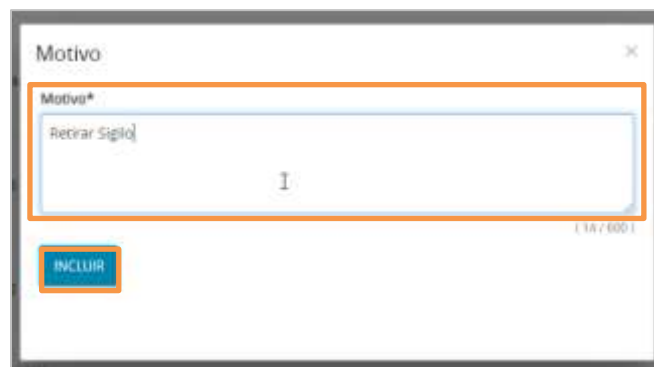 Motivo
×
Motivo*
Retirar Sigilo
( 14 / 600 )
INCLUIR